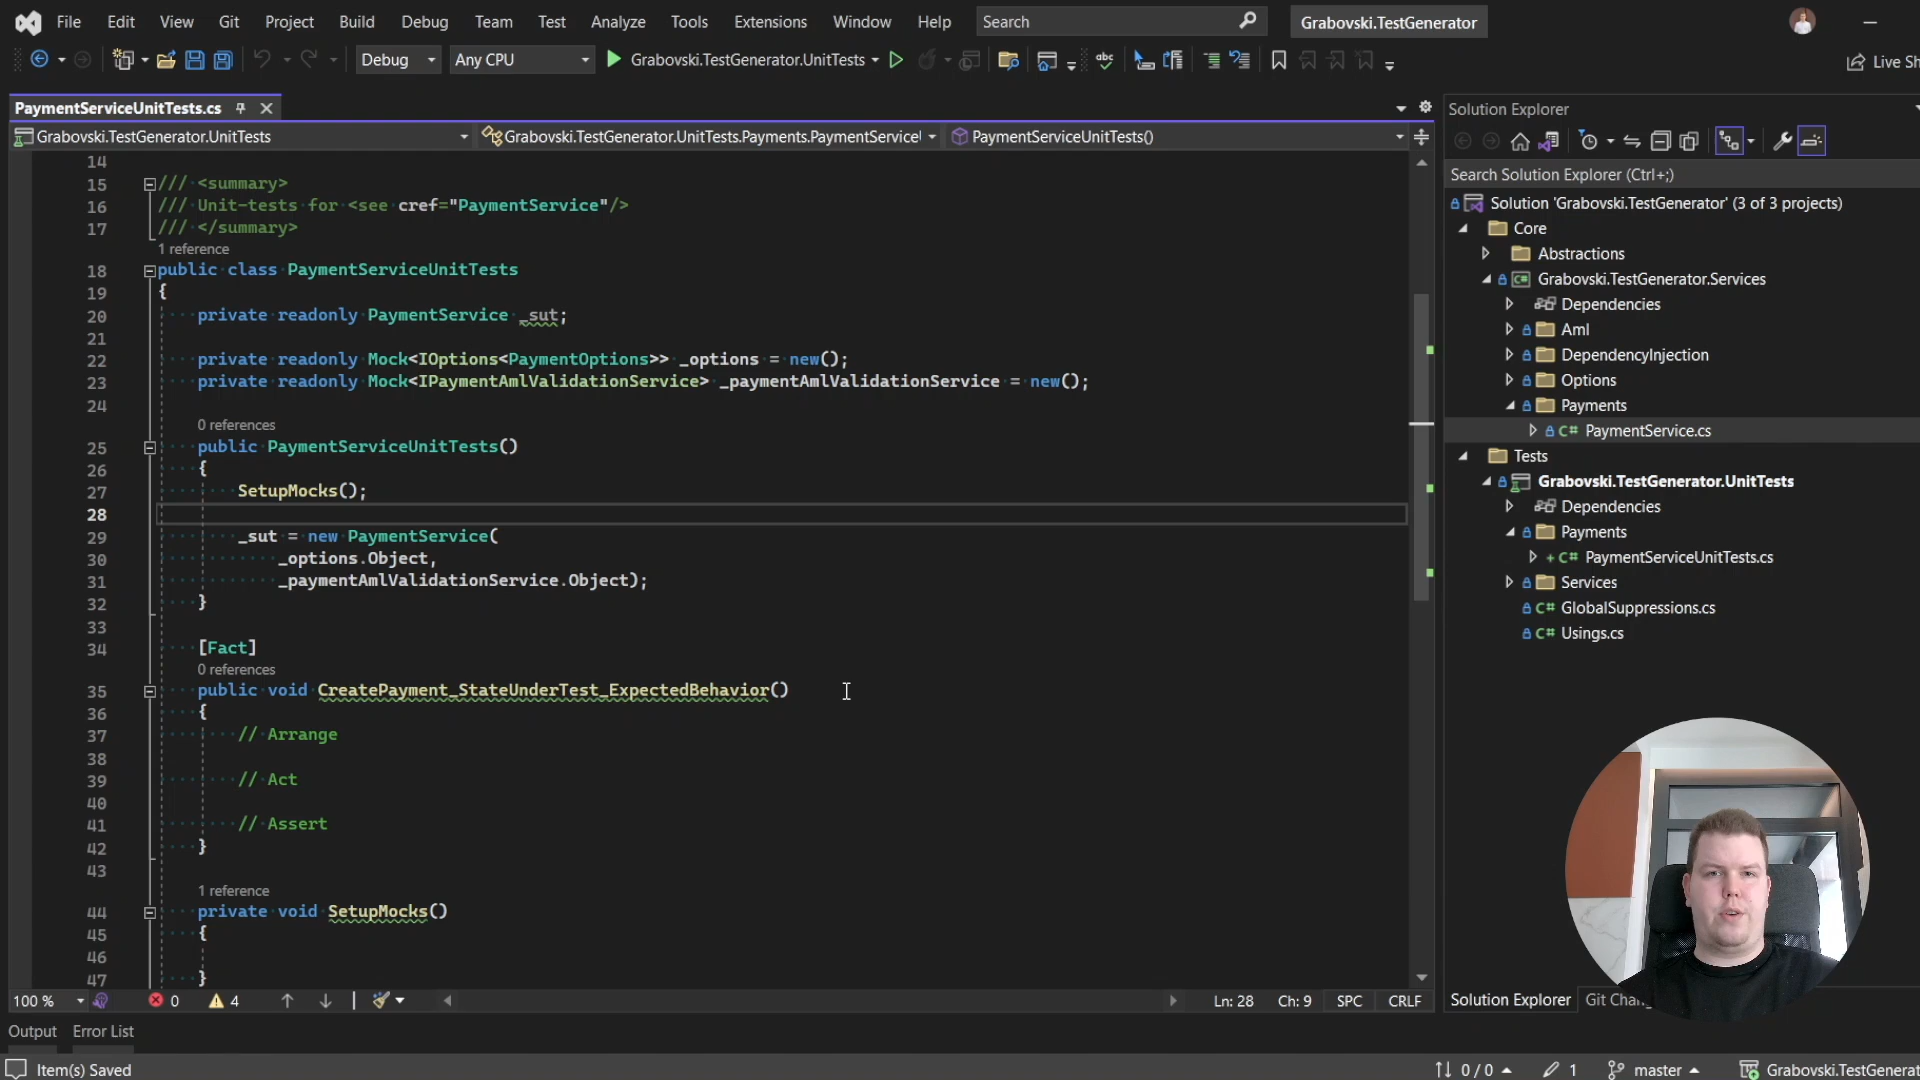 File Edit View Git Project Build Debug Team Test Analyze Tools Extensions Window Help Search Grabovski.TestGenerator
Debug Any CPU Grabovski.TestGenerator.UnitTests abc Live Sh
PaymentServiceUnitTests.cs
Grabovski.TestGenerator.UnitTests Grabovski.TestGenerator.UnitTests.Payments.PaymentService PaymentServiceUnitTests()
14
15 /// <summary>
16 /// Unit-tests for <see cref="PaymentService"/>
17 /// </summary>
1 reference
18 public class PaymentServiceUnitTests
19 {
20 private readonly PaymentService _sut;
21
22 private readonly Mock<IOptions<PaymentOptions>> _options = new();
23 private readonly Mock<IPaymentAmlValidationService> _paymentAmlValidationService = new();
24
0 references
25 public PaymentServiceUnitTests()
26 {
27 SetupMocks();
28
29 _sut = new PaymentService(
30 _options.Object,
31 _paymentAmlValidationService.Object);
32 }
33
34 [Fact]
0 references
35 public void CreatePayment_StateUnderTest_ExpectedBehavior()
36 {
37 // Arrange
38
39 // Act
40
41 // Assert
42 }
43
1 reference
44 private void SetupMocks()
45 {
46
47 }
100 % 0 4 Ln: 28 Ch: 9 SPC CRLF
Output Error List
Item(s) Saved
Solution Explorer
Search Solution Explorer (Ctrl+;)
Solution 'Grabovski.TestGenerator' (3 of 3 projects)
Core
Abstractions
Grabovski.TestGenerator.Services
Dependencies
Aml
DependencyInjection
Options
Payments
C# PaymentService.cs
Tests
Grabovski.TestGenerator.UnitTests
Dependencies
Payments
+ C# PaymentServiceUnitTests.cs
Services
C# GlobalSuppressions.cs
C# Usings.cs
Solution Explorer Git Chan
0 / 0 1 master Grabovski.TestGenerat